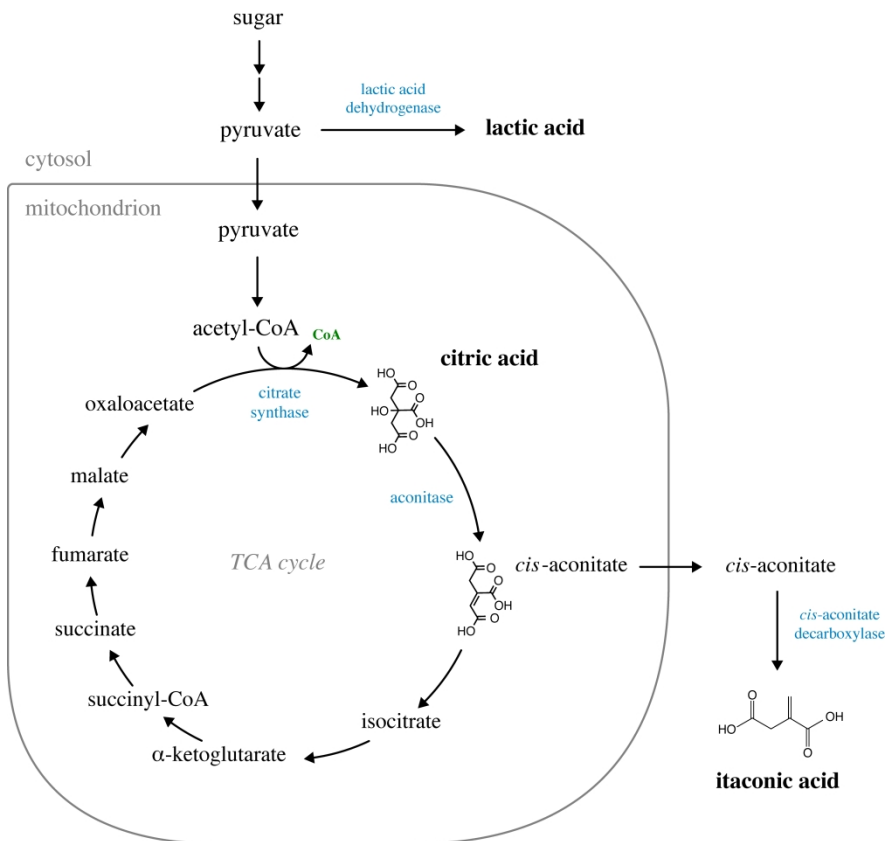 sugar
lactic acid
dehydrogenase
pyruvate
lactic acid
cytosol
mitochondrion
pyruvate
acetyl-CoA
CoA
citric acid
citrate
synthase
oxaloacetate
HO
O
O
HO
OH
O
HO
malate
aconitase
fumarate
TCA cycle
HO
O
O
OH
O
HO
cis-aconitate
cis-aconitate
cis-aconitate
decarboxylase
succinate
succinyl-CoA
isocitrate
α-ketoglutarate
O
HO
OH
O
itaconic acid